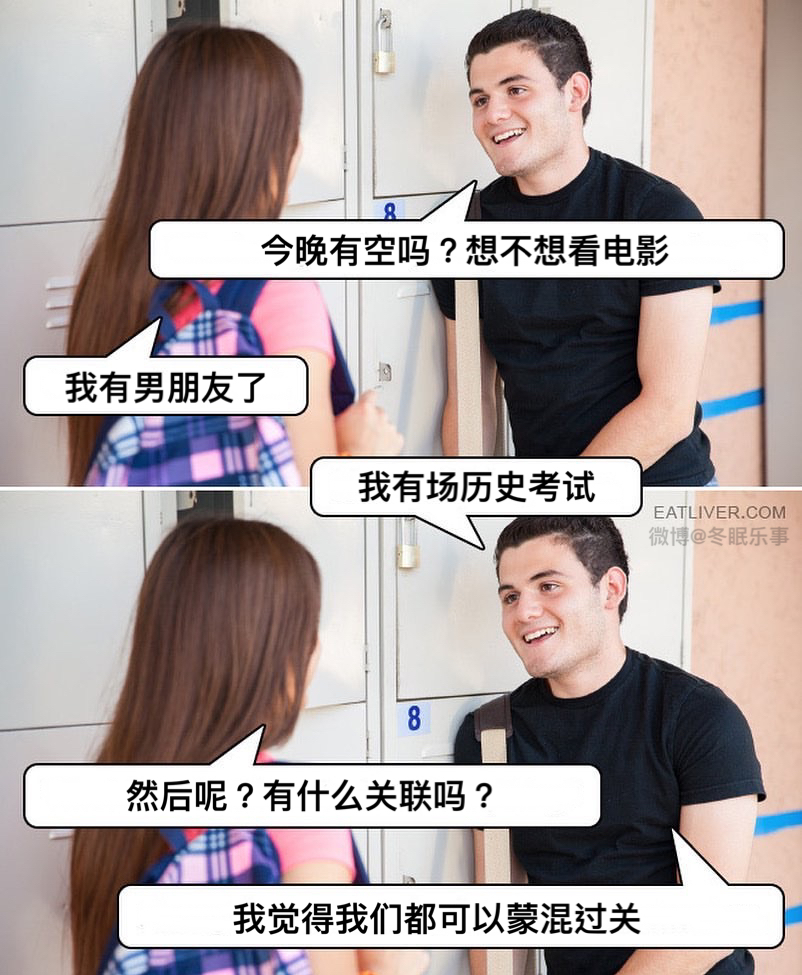 8
今晚有空吗?想不想看电影
我有男朋友了
我有场历史考试
EATLIVER.COM
微博@冬眠乐事
8
然后呢?有什么关联吗?
我觉得我们都可以蒙混过关